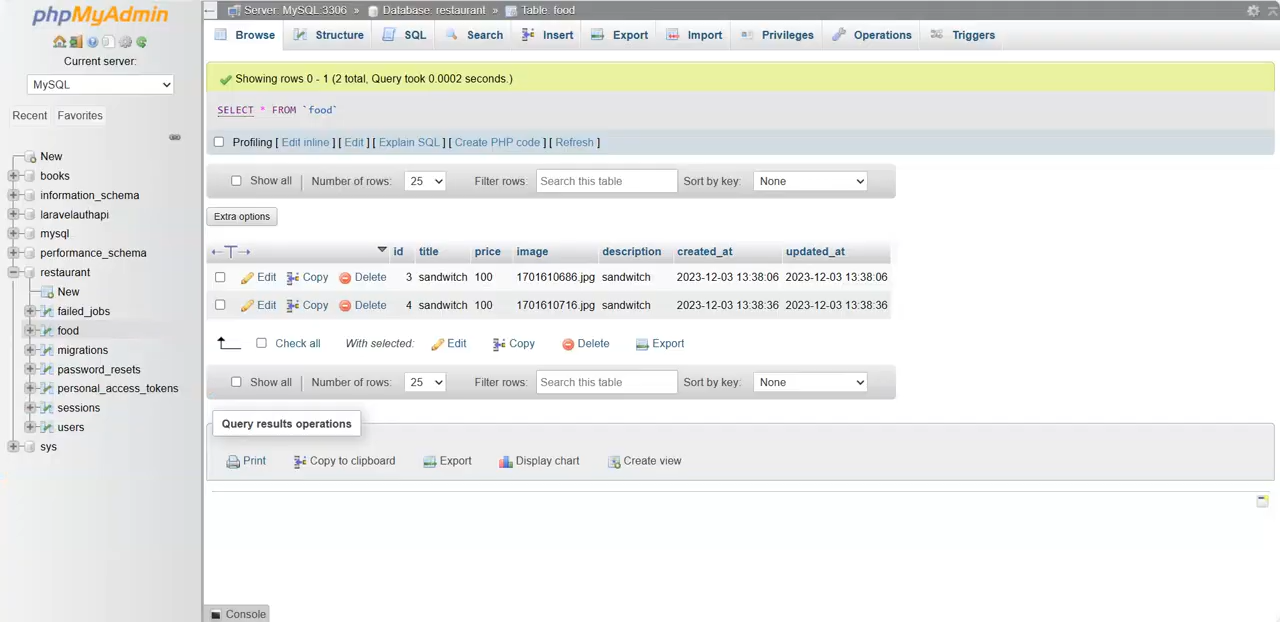 phpMyAdmin
Current server:
MySQL
Recent Favorites
New
books
information_schema
laravelauthapi
mysql
performance_schema
restaurant
New
failed_jobs
food
migrations
password_resets
personal_access_tokens
sessions
users
sys
Server: MySQL:3306 » Database: restaurant » Table: food
Browse Structure SQL Search Insert Export Import Privileges Operations Triggers
Showing rows 0 - 1 (2 total, Query took 0.0002 seconds.)
SELECT * FROM `food`
Profiling [ Edit inline ] [ Edit ] [ Explain SQL ] [ Create PHP code ] [ Refresh ]
Show all Number of rows: 25 Filter rows: Search this table Sort by key: None
Extra options
id title price image description created_at updated_at
Edit Copy Delete 3 sandwitch 100 1701610686.jpg sandwitch 2023-12-03 13:38:06 2023-12-03 13:38:06
Edit Copy Delete 4 sandwitch 100 1701610716.jpg sandwitch 2023-12-03 13:38:36 2023-12-03 13:38:36
Check all With selected: Edit Copy Delete Export
Show all Number of rows: 25 Filter rows: Search this table Sort by key: None
Query results operations
Print Copy to clipboard Export Display chart Create view
Console